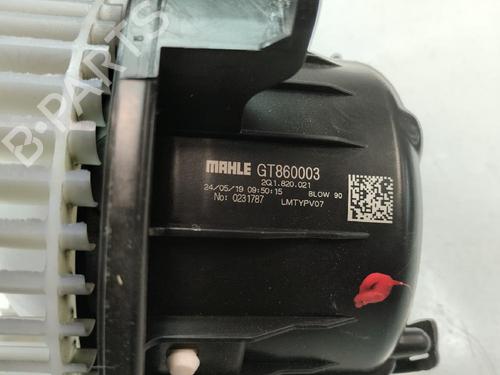 B-PARTS
MAHLE GT860003
2Q1.820.021
24/05/19 09:50:15 BLOW 90
No: 0231787 LMTYPV07